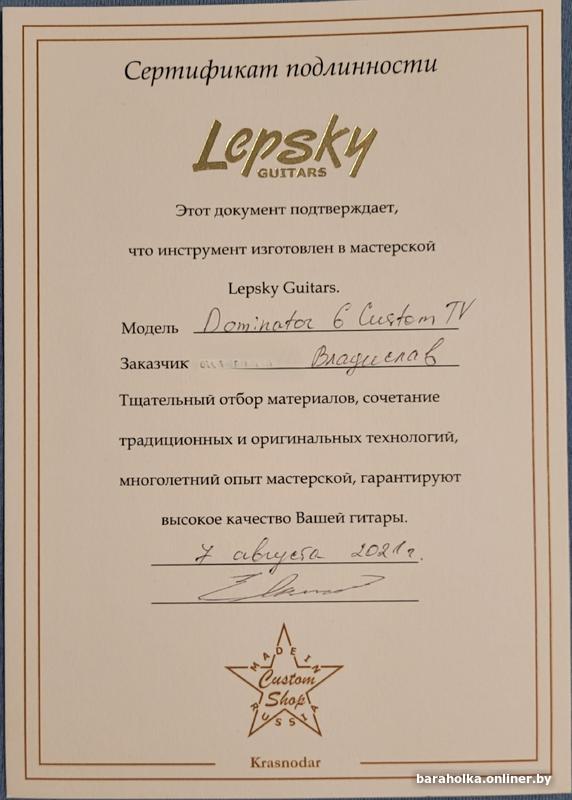 Сертификат подлинности
Lepsky
GUITARS
Этот документ подтверждает,
что инструмент изготовлен в мастерской
Lepsky Guitars.
Модель Dominator 6 Custom TV
Заказчик Владислав
Тщательный отбор материалов, сочетание
традиционных и оригинальных технологий,
многолетний опыт мастерской, гарантируют
высокое качество Вашей гитары.
7 августа 2021 г.
MADE IN
Custom
Shop
RUSSIA
Krasnodar
baraholka.onliner.by